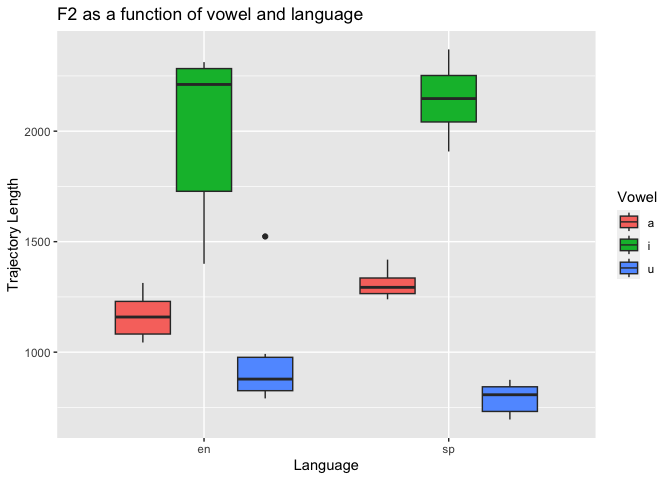 F2 as a function of vowel and language
Trajectory Length
2000
1500
1000
en
sp
Language
Vowel
a
i
u